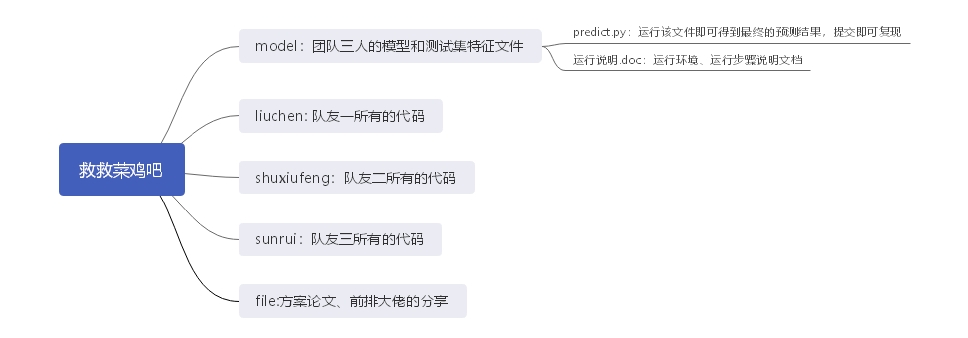 救救菜鸡吧
model：团队三人的模型和测试集特征文件
predict.py：运行该文件即可得到最终的预测结果，提交即可复现
运行说明.doc：运行环境、运行步骤说明文档
liuchen: 队友一所有的代码
shuxiufeng：队友二所有的代码
sunrui：队友三所有的代码
file:方案论文、前排大佬的分享